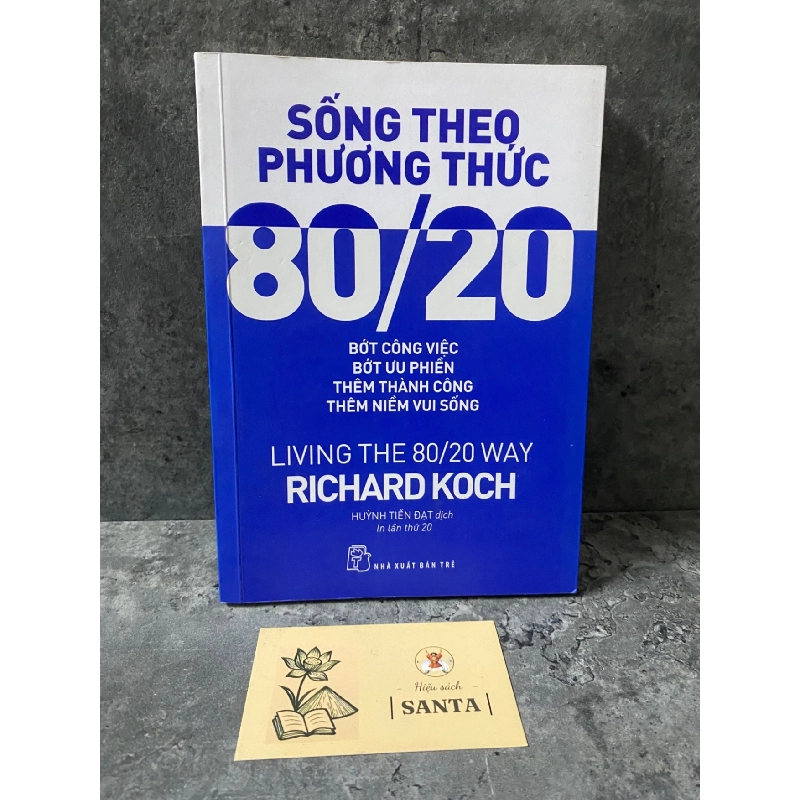 SỐNG THEO
PHƯƠNG THỨC
80/20
BỚT CÔNG VIỆC
BỚT ƯU PHIỀN
THÊM THÀNH CÔNG
THÊM NIỀM VUI SỐNG
LIVING THE 80/20 WAY
RICHARD KOCH
HUỲNH TIẾN ĐẠT dịch
In lần thứ 20
NHÀ XUẤT BẢN TRẺ
Hiệu sách
SANTA